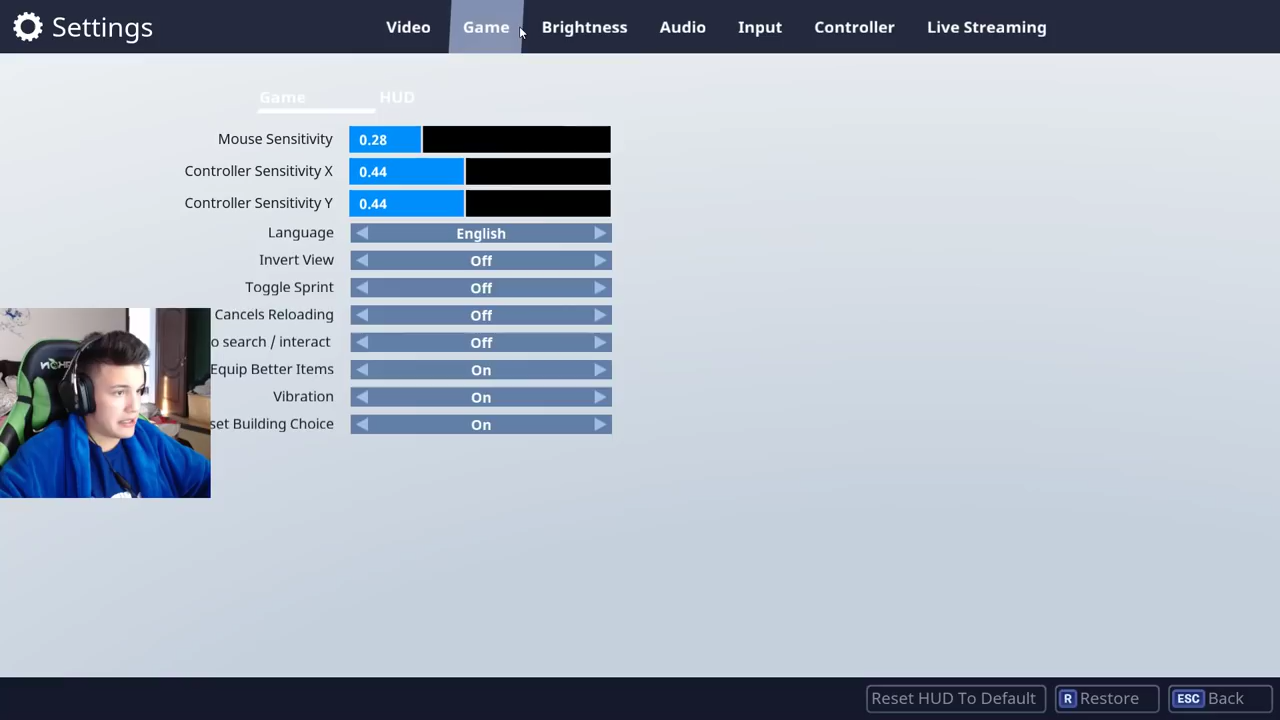 Settings
Video Game Brightness Audio Input Controller Live Streaming
Game HUD
Mouse Sensitivity 0.28
Controller Sensitivity X 0.44
Controller Sensitivity Y 0.44
Language English
Invert View Off
Toggle Sprint Off
Cancels Reloading Off
o search / interact Off
Equip Better Items On
Vibration On
set Building Choice On
Reset HUD To Default R Restore ESC Back